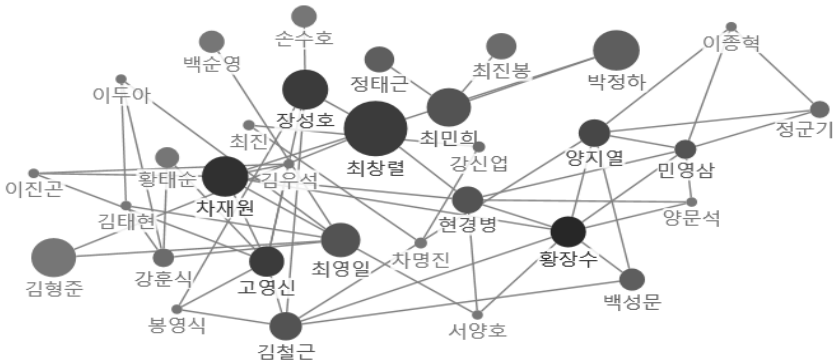 손수호
이종혁
백순영
정태근
최진봉
박정하
이두아
장성호
최진
최창렬
최민희
강신업
양지열
정군기
민영삼
이진곤
황태순
김우석
차재원
김태현
현경병
양문석
김형준
강훈식
고영신
최영일
차명진
황장수
백성문
봉영식
김철근
서양호